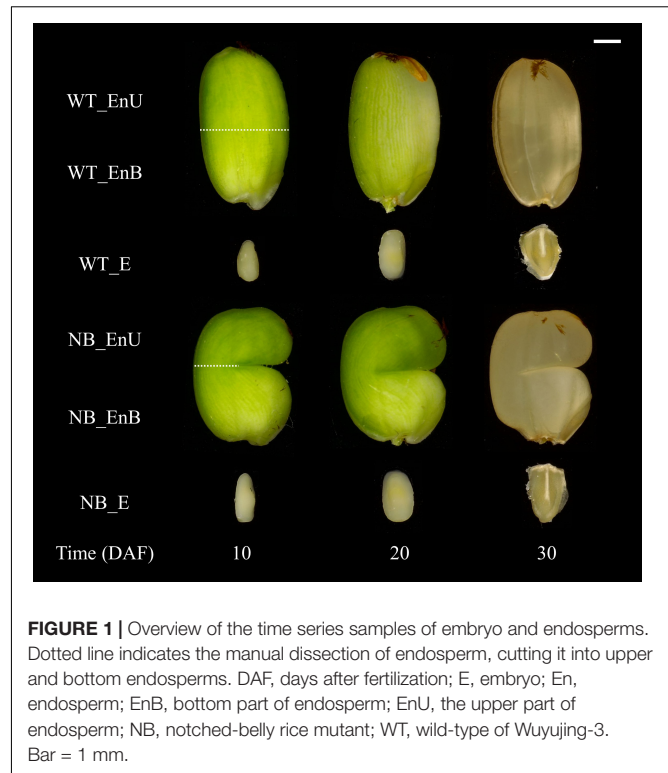 WT_EnU
WT_EnB
WT_E
NB_EnU
NB_EnB
NB_E
Time (DAF) 10 20 30
FIGURE 1 | Overview of the time series samples of embryo and endosperms.
Dotted line indicates the manual dissection of endosperm, cutting it into upper
and bottom endosperms. DAF, days after fertilization; E, embryo; En,
endosperm; EnB, bottom part of endosperm; EnU, the upper part of
endosperm; NB, notched-belly rice mutant; WT, wild-type of Wuyujing-3.
Bar = 1 mm.